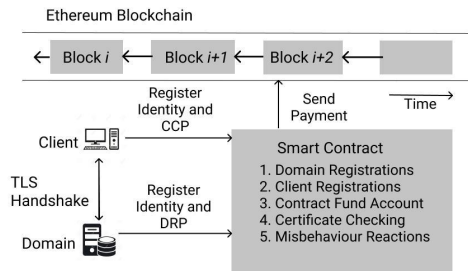 Ethereum Blockchain
Block i
Block i+1
Block i+2
Time
Register
Identity and
CCP
Send
Payment
Client
TLS
Handshake
Register
Identity and
DRP
Domain
Smart Contract
1. Domain Registrations
2. Client Registrations
3. Contract Fund Account
4. Certificate Checking
5. Misbehaviour Reactions